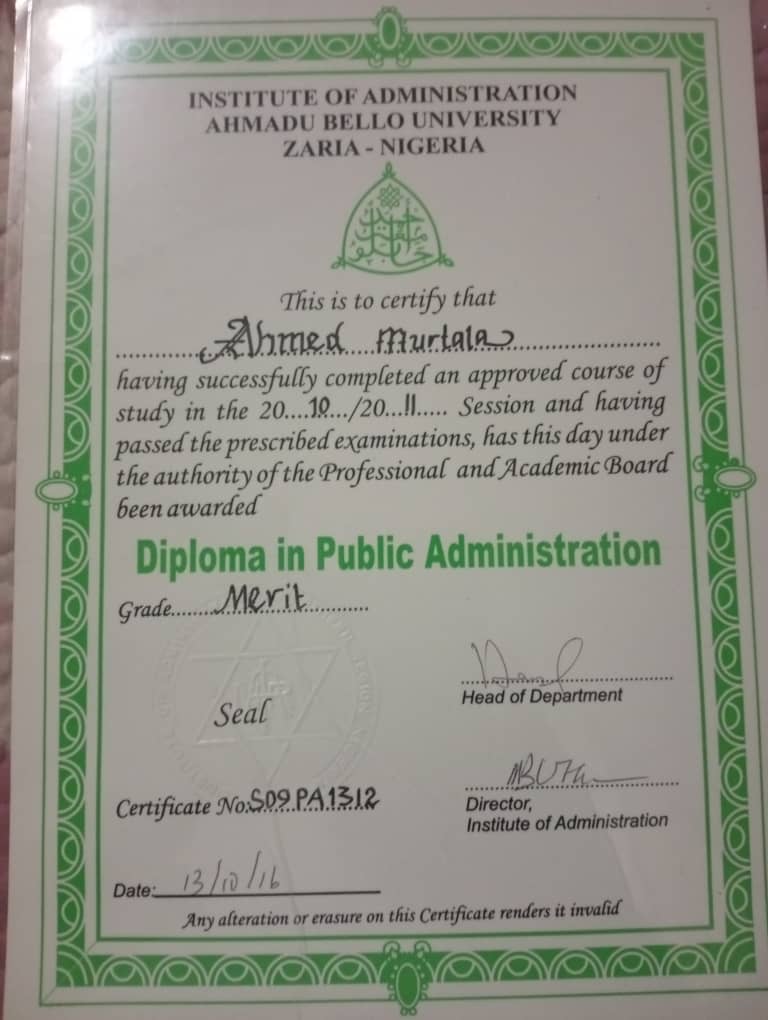 INSTITUTE OF ADMINISTRATION
AHMADU BELLO UNIVERSITY
ZARIA - NIGERIA
This is to certify that
Ahmed Murtala
having successfully completed an approved course of
study in the 20....10.../20...11..... Session and having
passed the prescribed examinations, has this day under
the authority of the Professional and Academic Board
been awarded
Diploma in Public Administration
Grade.......Merit...........
Head of Department
Seal
Certificate No:S09PA1312
Director,
Institute of Administration
Date: 13/10/16
Any alteration or erasure on this Certificate renders it invalid